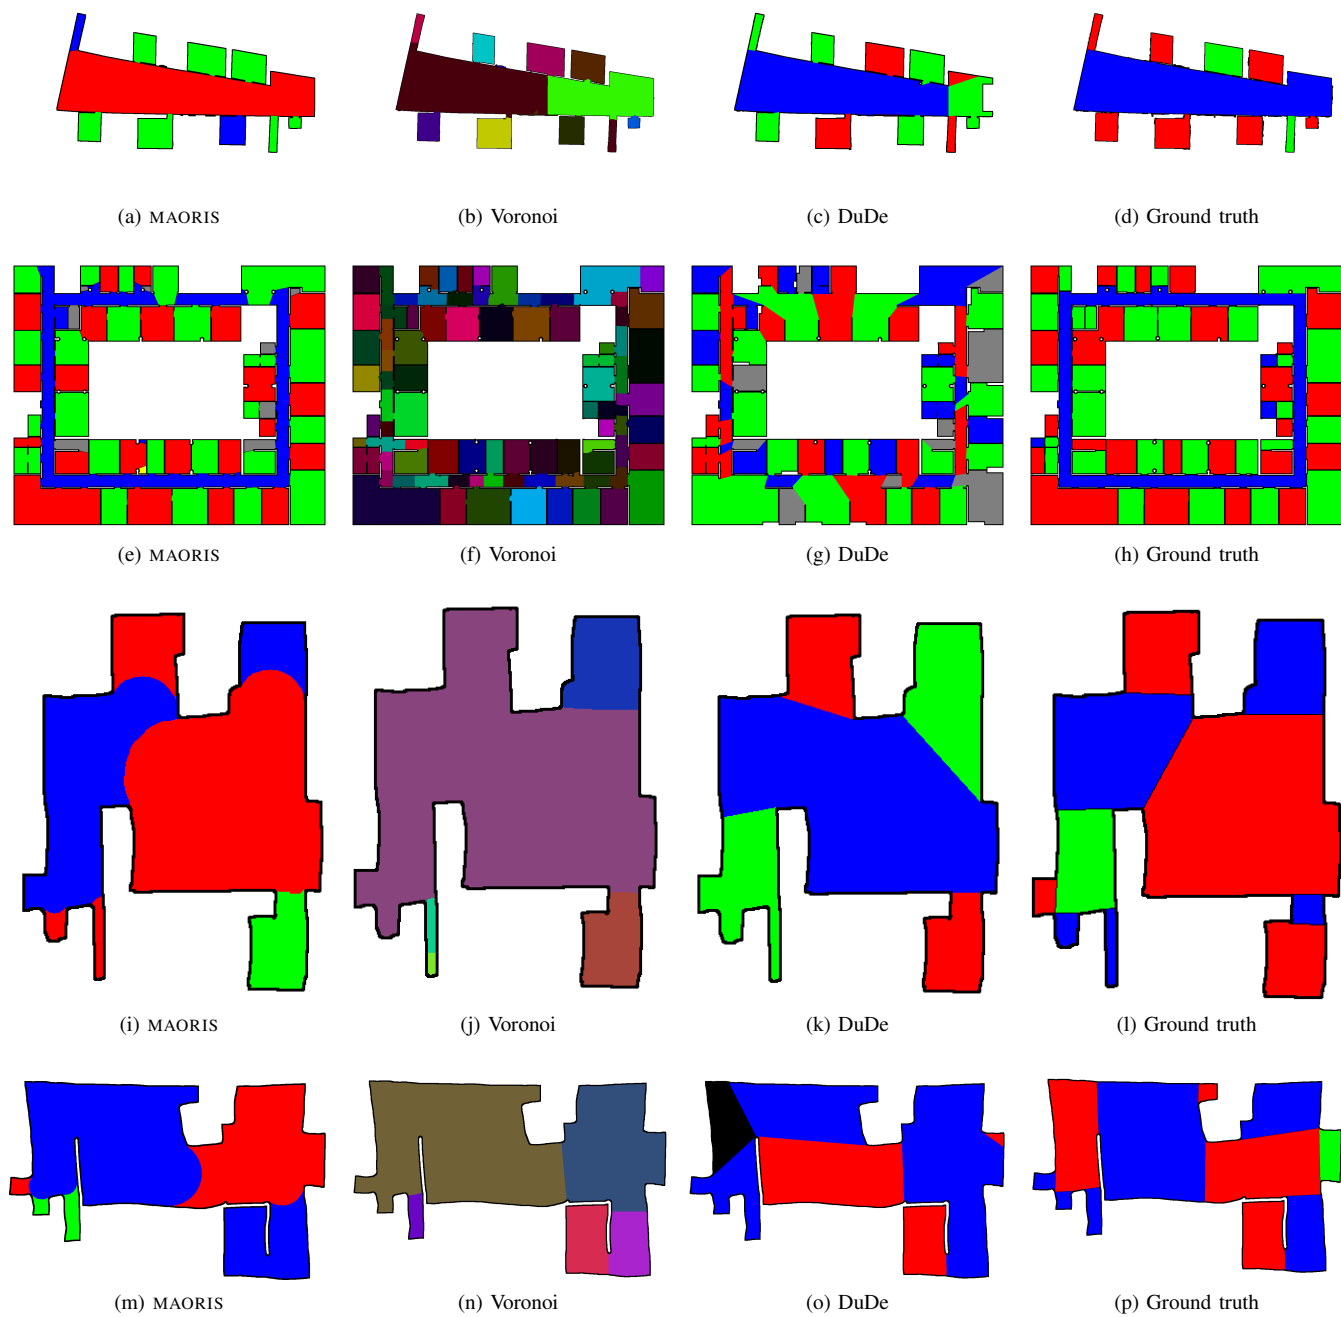 (a) MAORIS (b) Voronoi (c) DuDe (d) Ground truth
(e) MAORIS (f) Voronoi (g) DuDe (h) Ground truth
(i) MAORIS (j) Voronoi (k) DuDe (l) Ground truth
(m) MAORIS (n) Voronoi (o) DuDe (p) Ground truth